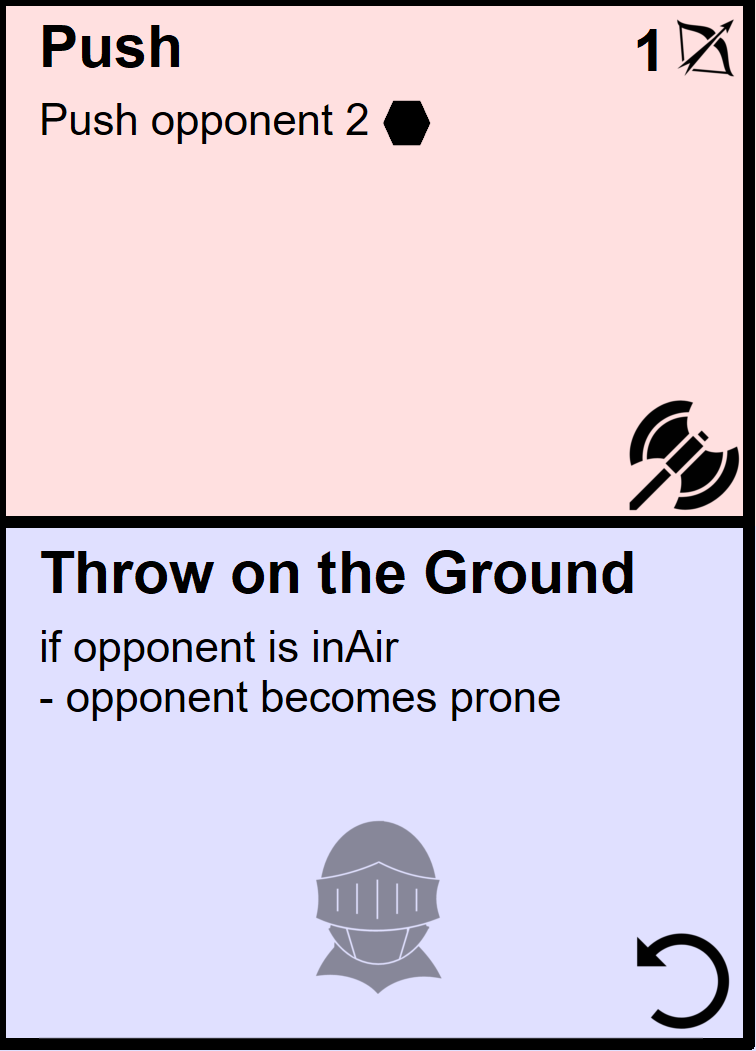 Push 1
Push opponent 2
Throw on the Ground
if opponent is inAir
- opponent becomes prone